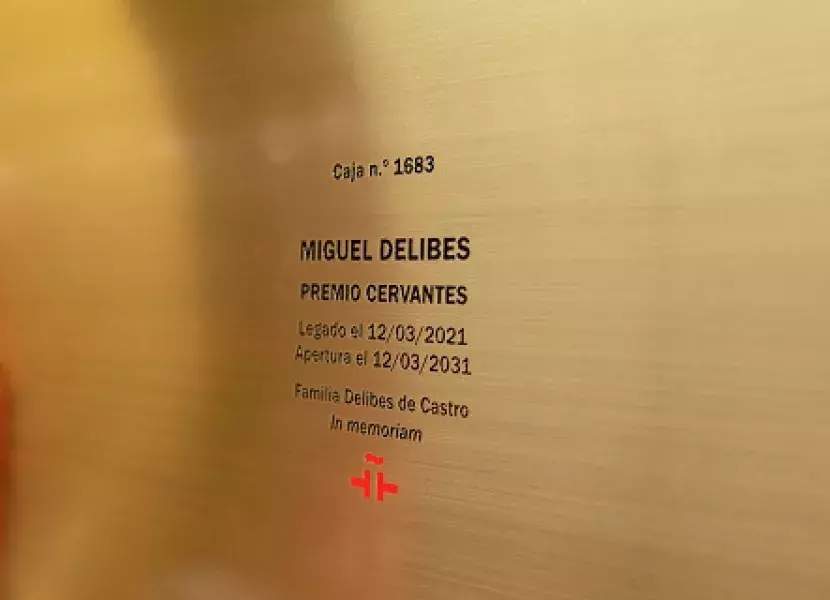 Caja n.º 1683
MIGUEL DELIBES
PREMIO CERVANTES
Legado el 12/03/2021
Apertura el 12/03/2031
Familia Delibes de Castro
In memoriam